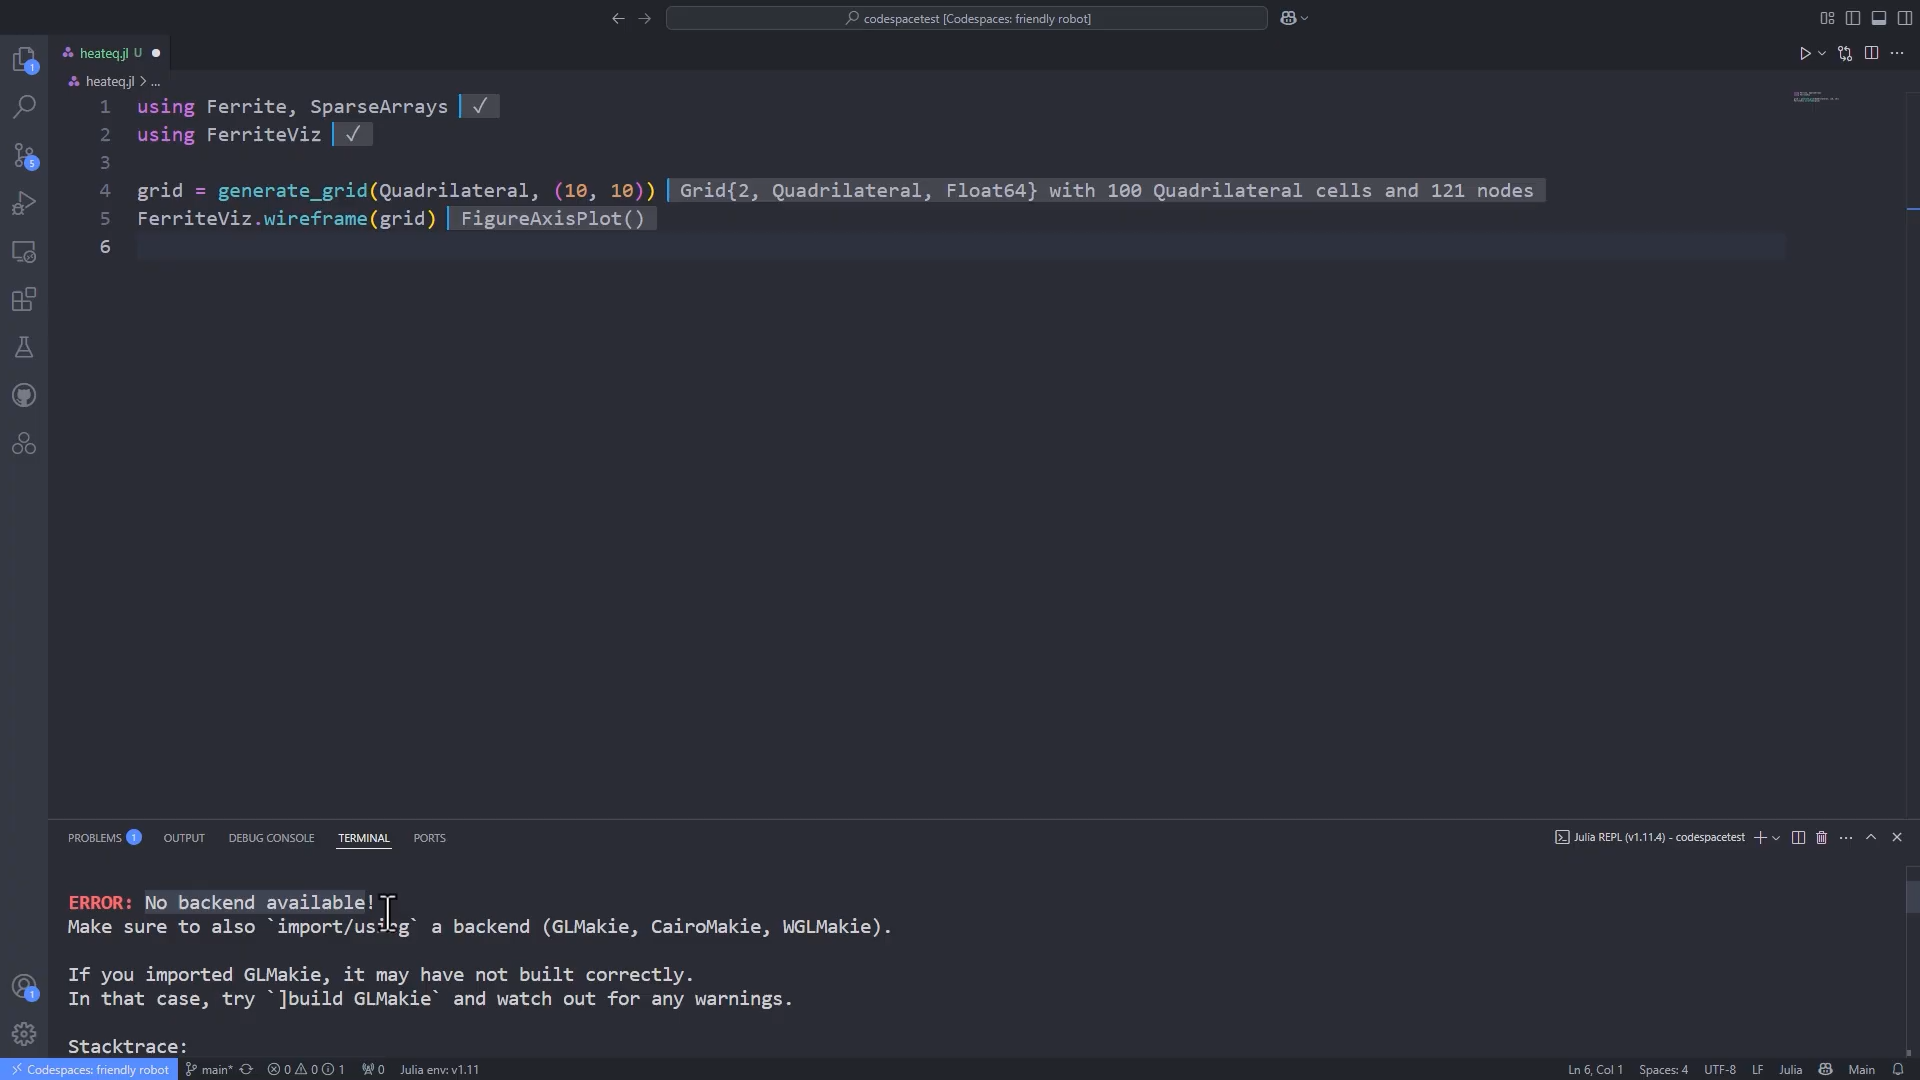 codespacetest [Codespaces: friendly robot]
heateq.jl U
heateq.jl > ...
1 using Ferrite, SparseArrays ✓
2 using FerriteViz ✓
3
4 grid = generate_grid(Quadrilateral, (10, 10)) Grid{2, Quadrilateral, Float64} with 100 Quadrilateral cells and 121 nodes
5 FerriteViz.wireframe(grid) FigureAxisPlot()
6
1
5
PROBLEMS 1 OUTPUT DEBUG CONSOLE TERMINAL PORTS
Julia REPL (v1.11.4) - codespacetest
ERROR: No backend available!
Make sure to also `import/using` a backend (GLMakie, CairoMakie, WGLMakie).
If you imported GLMakie, it may have not built correctly.
In that case, try `]build GLMakie` and watch out for any warnings.
Stacktrace:
1
Codespaces: friendly robot main* 0 0 1 0 Julia env: v1.11
Ln 6, Col 1 Spaces: 4 UTF-8 LF Julia Main